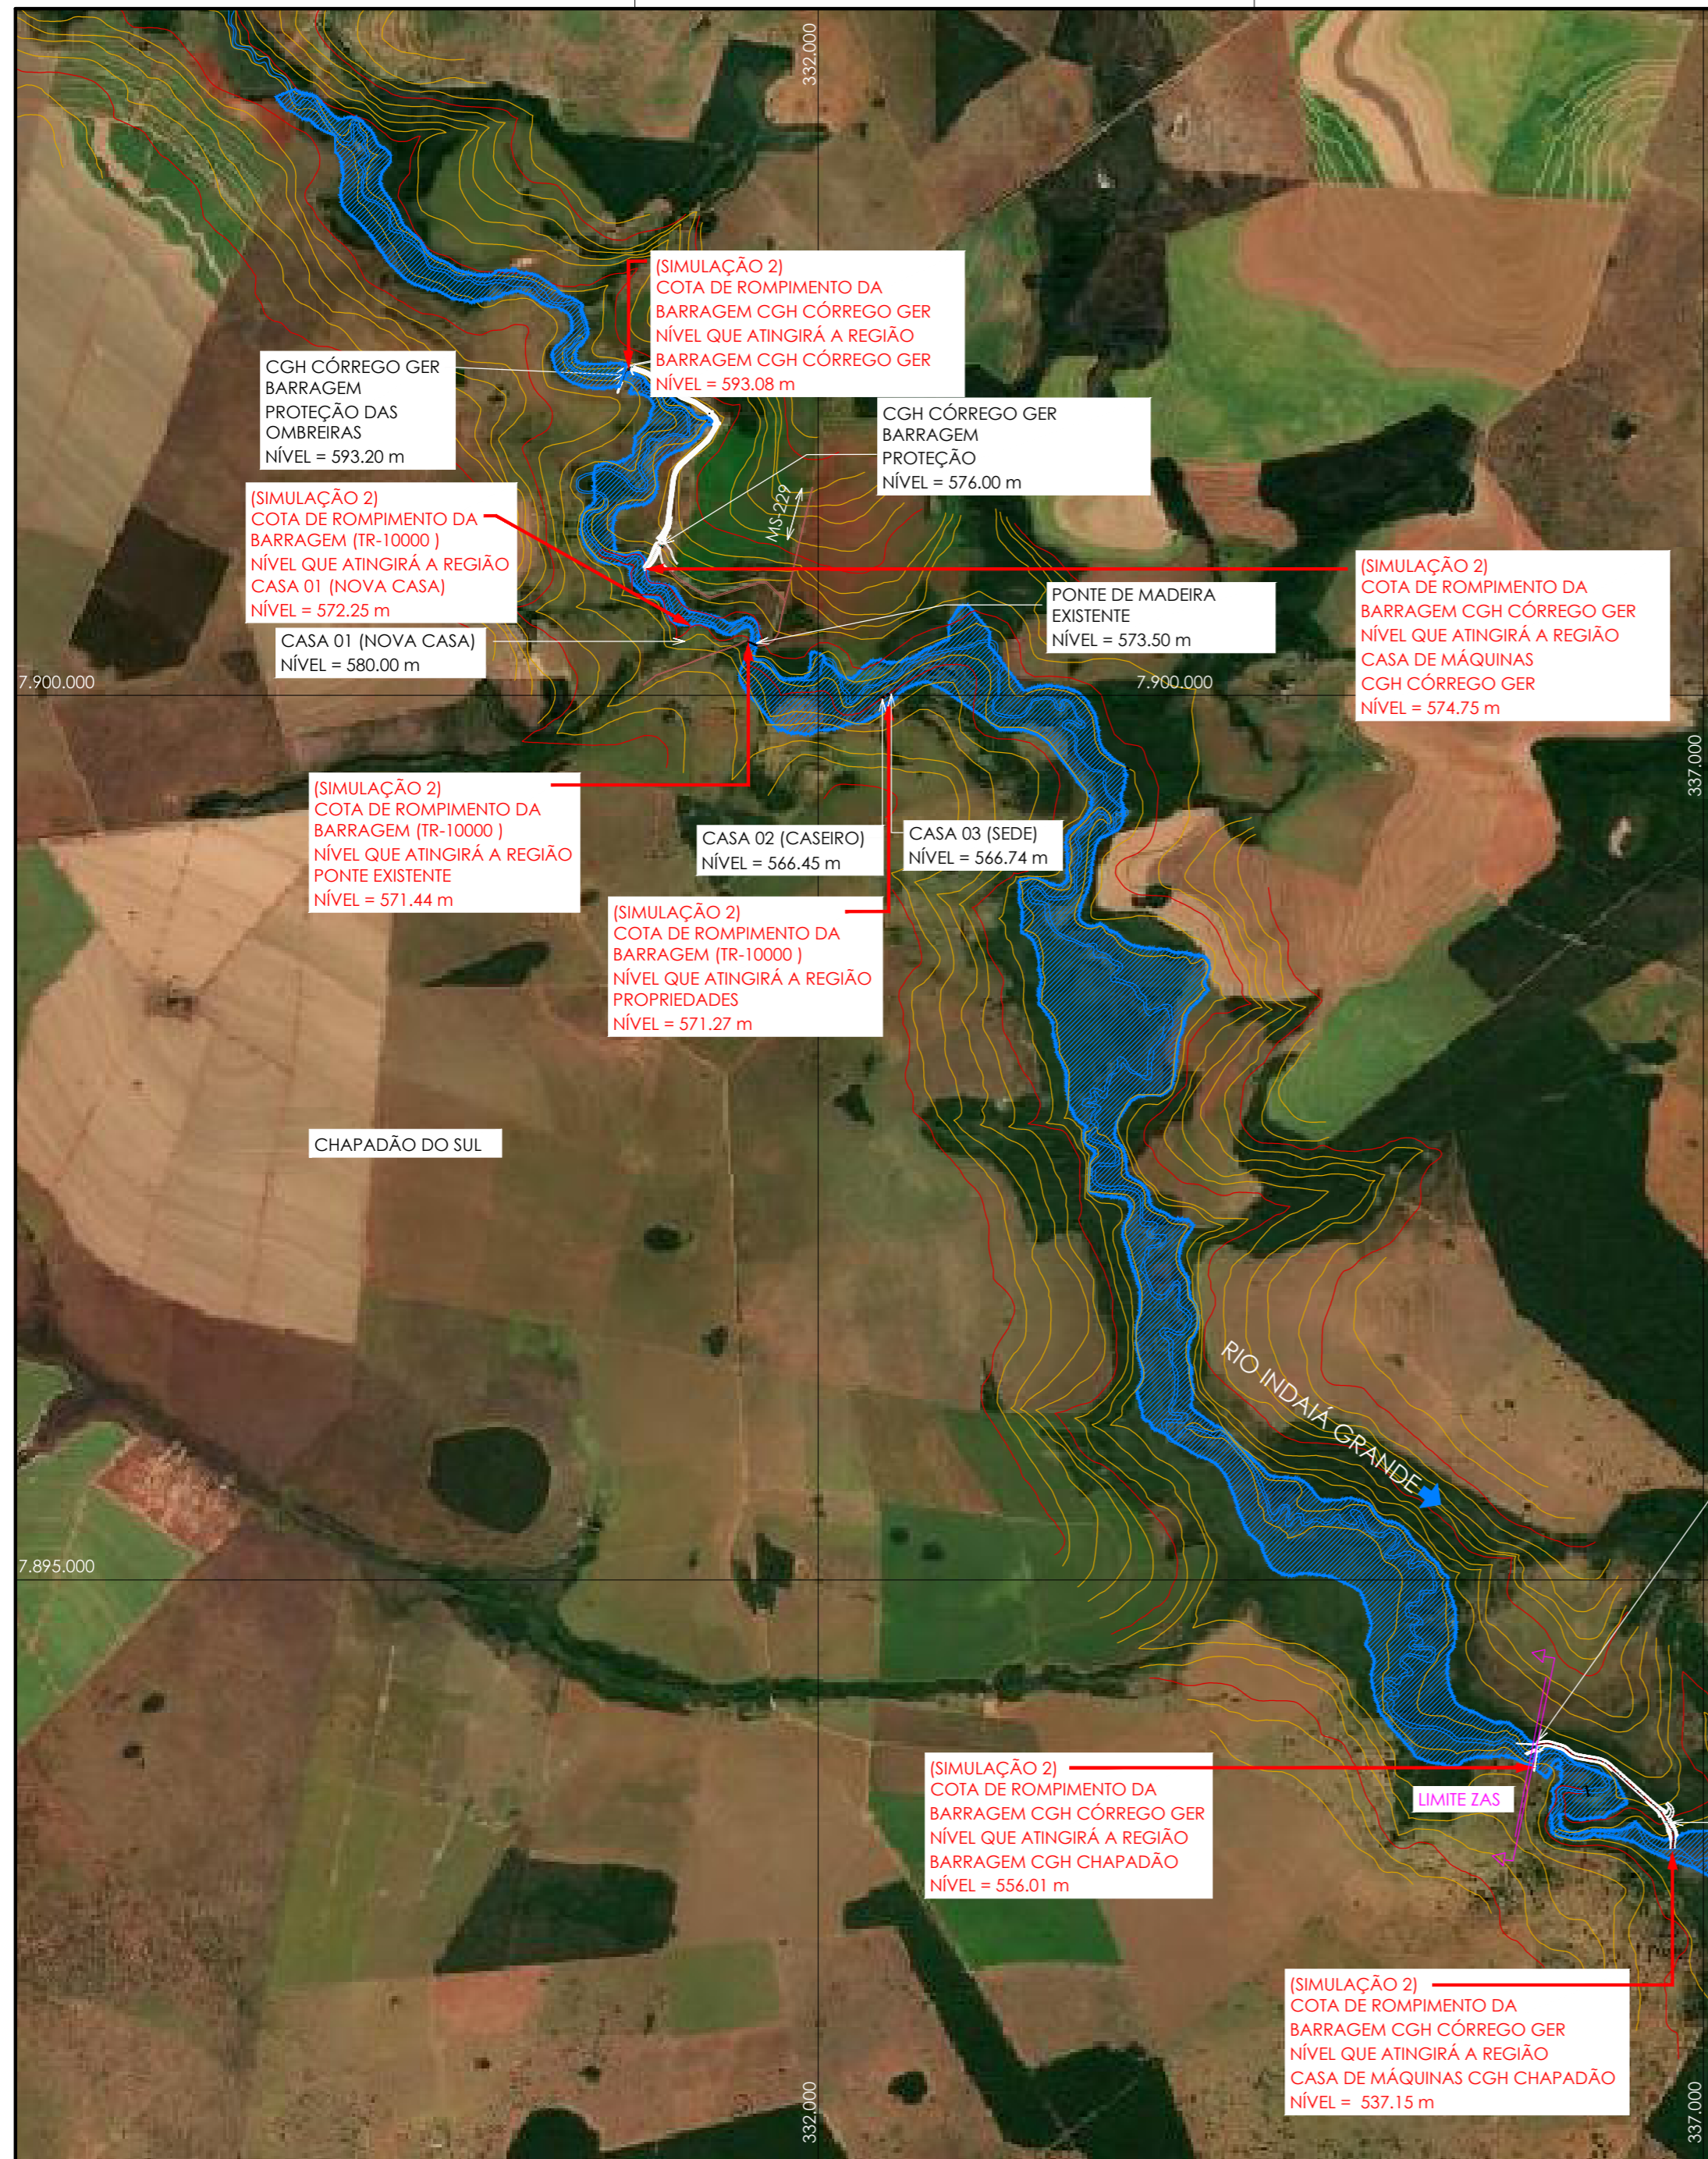 332.000
(SIMULAÇÃO 2)
COTA DE ROMPIMENTO DA
BARRAGEM CGH CÓRREGO GER
NÍVEL QUE ATINGIRÁ A REGIÃO
BARRAGEM CGH CÓRREGO GER
NÍVEL = 593.08 m
CGH CÓRREGO GER
BARRAGEM
PROTEÇÃO DAS
OMBREIRAS
NÍVEL = 593.20 m
CGH CÓRREGO GER
BARRAGEM
PROTEÇÃO
NÍVEL = 576.00 m
(SIMULAÇÃO 2)
COTA DE ROMPIMENTO DA
BARRAGEM (TR-10000 )
NÍVEL QUE ATINGIRÁ A REGIÃO
CASA 01 (NOVA CASA)
NÍVEL = 572.25 m
MS-229
(SIMULAÇÃO 2)
COTA DE ROMPIMENTO DA
BARRAGEM CGH CÓRREGO GER
NÍVEL QUE ATINGIRÁ A REGIÃO
CASA DE MÁQUINAS
CGH CÓRREGO GER
NÍVEL = 574.75 m
PONTE DE MADEIRA
EXISTENTE
NÍVEL = 573.50 m
CASA 01 (NOVA CASA)
NÍVEL = 580.00 m
7.900.000
7.900.000
337.000
(SIMULAÇÃO 2)
COTA DE ROMPIMENTO DA
BARRAGEM (TR-10000 )
NÍVEL QUE ATINGIRÁ A REGIÃO
PONTE EXISTENTE
NÍVEL = 571.44 m
CASA 02 (CASEIRO)
NÍVEL = 566.45 m
CASA 03 (SEDE)
NÍVEL = 566.74 m
(SIMULAÇÃO 2)
COTA DE ROMPIMENTO DA
BARRAGEM (TR-10000 )
NÍVEL QUE ATINGIRÁ A REGIÃO
PROPRIEDADES
NÍVEL = 571.27 m
CHAPADÃO DO SUL
RIO INDAIÁ GRANDE
7.895.000
(SIMULAÇÃO 2)
COTA DE ROMPIMENTO DA
BARRAGEM CGH CÓRREGO GER
NÍVEL QUE ATINGIRÁ A REGIÃO
BARRAGEM CGH CHAPADÃO
NÍVEL = 556.01 m
LIMITE ZAS
(SIMULAÇÃO 2)
COTA DE ROMPIMENTO DA
BARRAGEM CGH CÓRREGO GER
NÍVEL QUE ATINGIRÁ A REGIÃO
CASA DE MÁQUINAS CGH CHAPADÃO
NÍVEL = 537.15 m
332.000
337.000